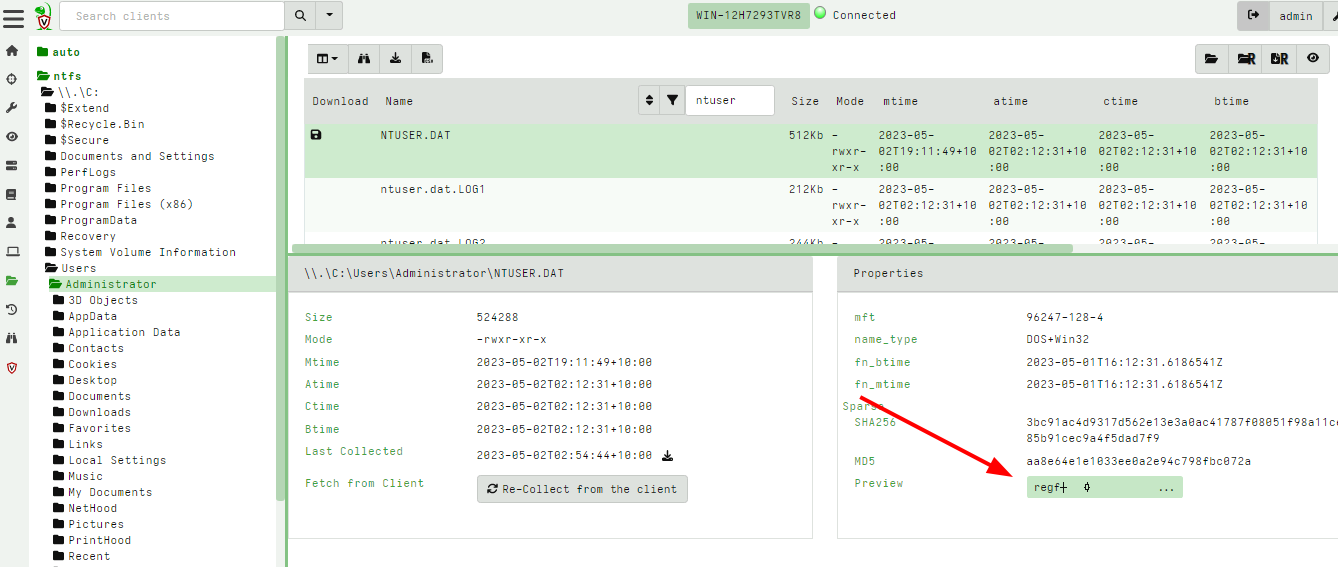 Search clients
WIN-12H7293TVR8
Connected
admin
auto
ntfs
\\.\C:
$Extend
$Recycle.Bin
$Secure
Documents and Settings
PerfLogs
Program Files
Program Files (x86)
ProgramData
Recovery
System Volume Information
Users
Administrator
3D Objects
AppData
Application Data
Contacts
Cookies
Desktop
Documents
Downloads
Favorites
Links
Local Settings
Music
My Documents
NetHood
Pictures
PrintHood
Recent
Download Name ntuser Size Mode mtime atime ctime btime
NTUSER.DAT 512Kb - 2023-05- 2023-05- 2023-05- 2023-05-
rwxr- 02T19:11:49+10 02T02:12:31+10 02T02:12:31+10 02T02:12:31+10
xr-x :00 :00 :00 :00
ntuser.dat.LOG1 212Kb - 2023-05- 2023-05- 2023-05- 2023-05-
rwxr- 02T02:12:31+10 02T02:12:31+10 02T02:12:31+10 02T02:12:31+10
xr-x :00 :00 :00 :00
ntuser.dat.LOG2 244Kb - 2023-05- 2023-05- 2023-05- 2023-05-
\\.\C:\Users\Administrator\NTUSER.DAT
Size 524288
Mode -rwxr-xr-x
Mtime 2023-05-02T19:11:49+10:00
Atime 2023-05-02T02:12:31+10:00
Ctime 2023-05-02T02:12:31+10:00
Btime 2023-05-02T02:12:31+10:00
Last Collected 2023-05-02T02:54:44+10:00
Fetch from Client Re-Collect from the client
Properties
mft 96247-128-4
name_type DOS+Win32
fn_btime 2023-05-01T16:12:31.6186541Z
fn_mtime 2023-05-01T16:12:31.6186541Z
Sparse
SHA256 3bc91ac4d9317d562e13e3a0ac41787f08051f98a11ce
85b91cec9a4f5dad7f9
MD5 aa8e64e1e1033ee0a2e94c798fbc072a
Preview regf ...